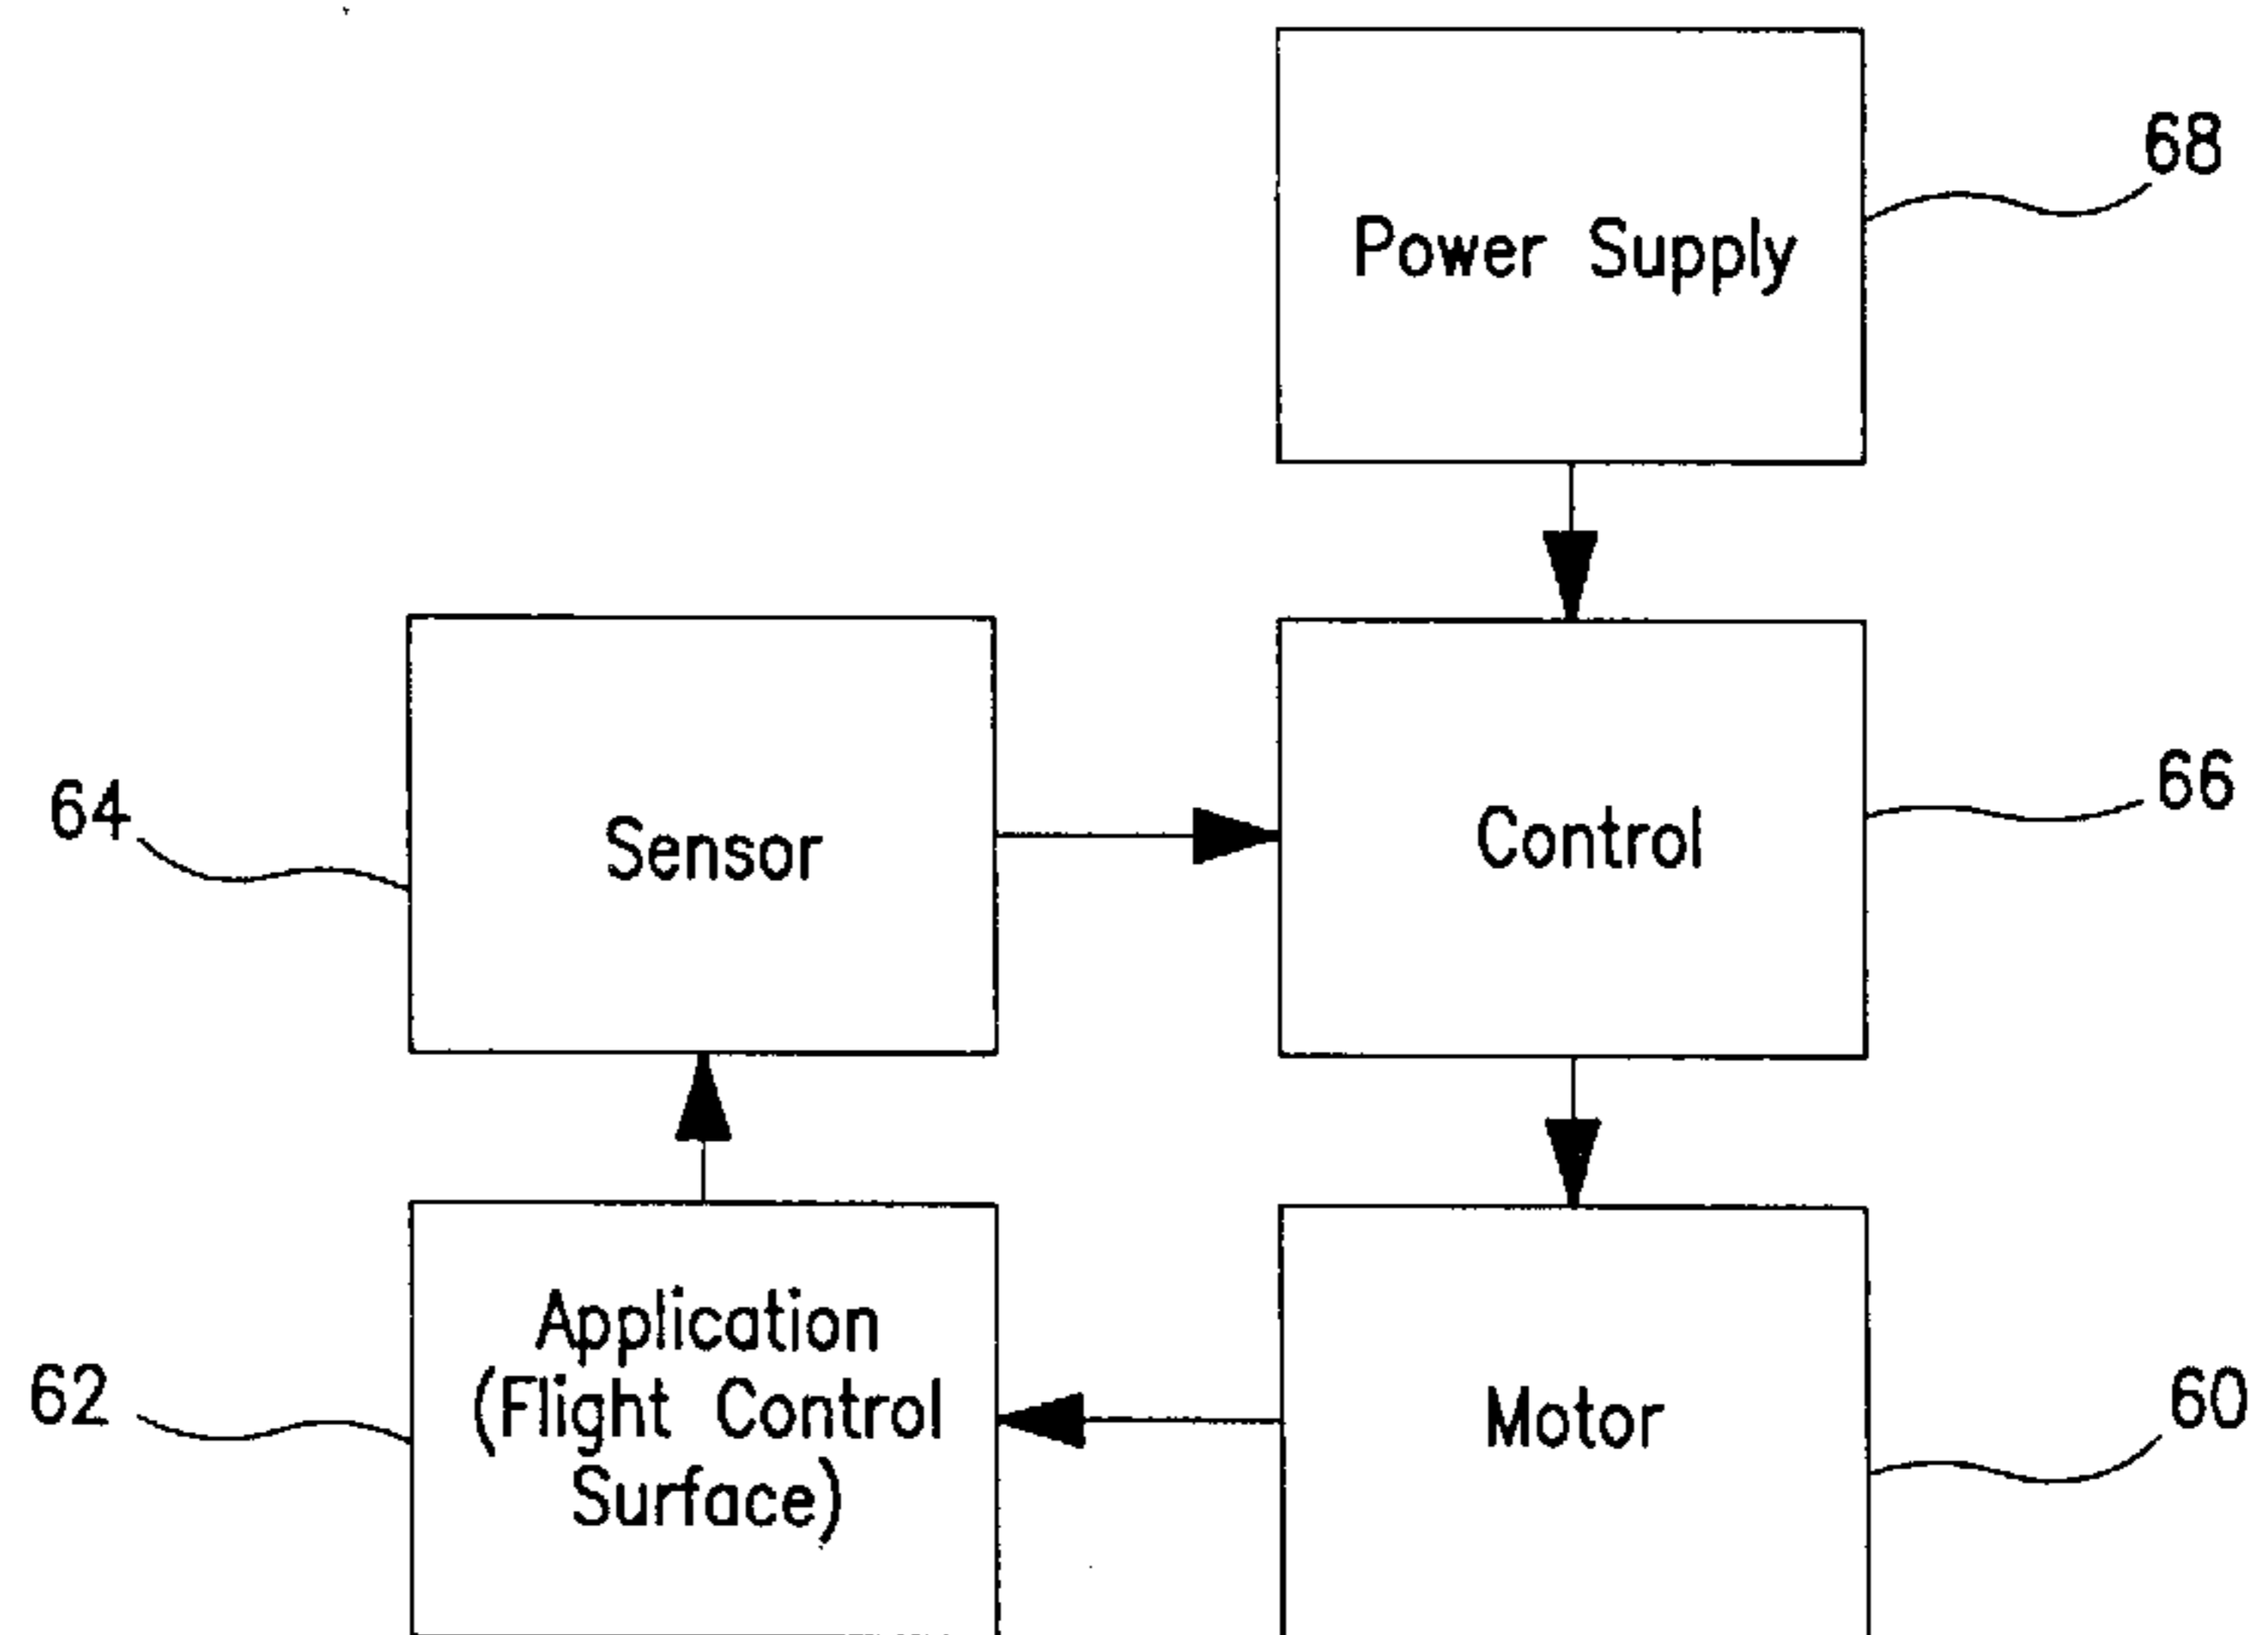 68
Power Supply
64
Sensor
Control
66
62
Application
(Flight Control
Surface)
Motor
60